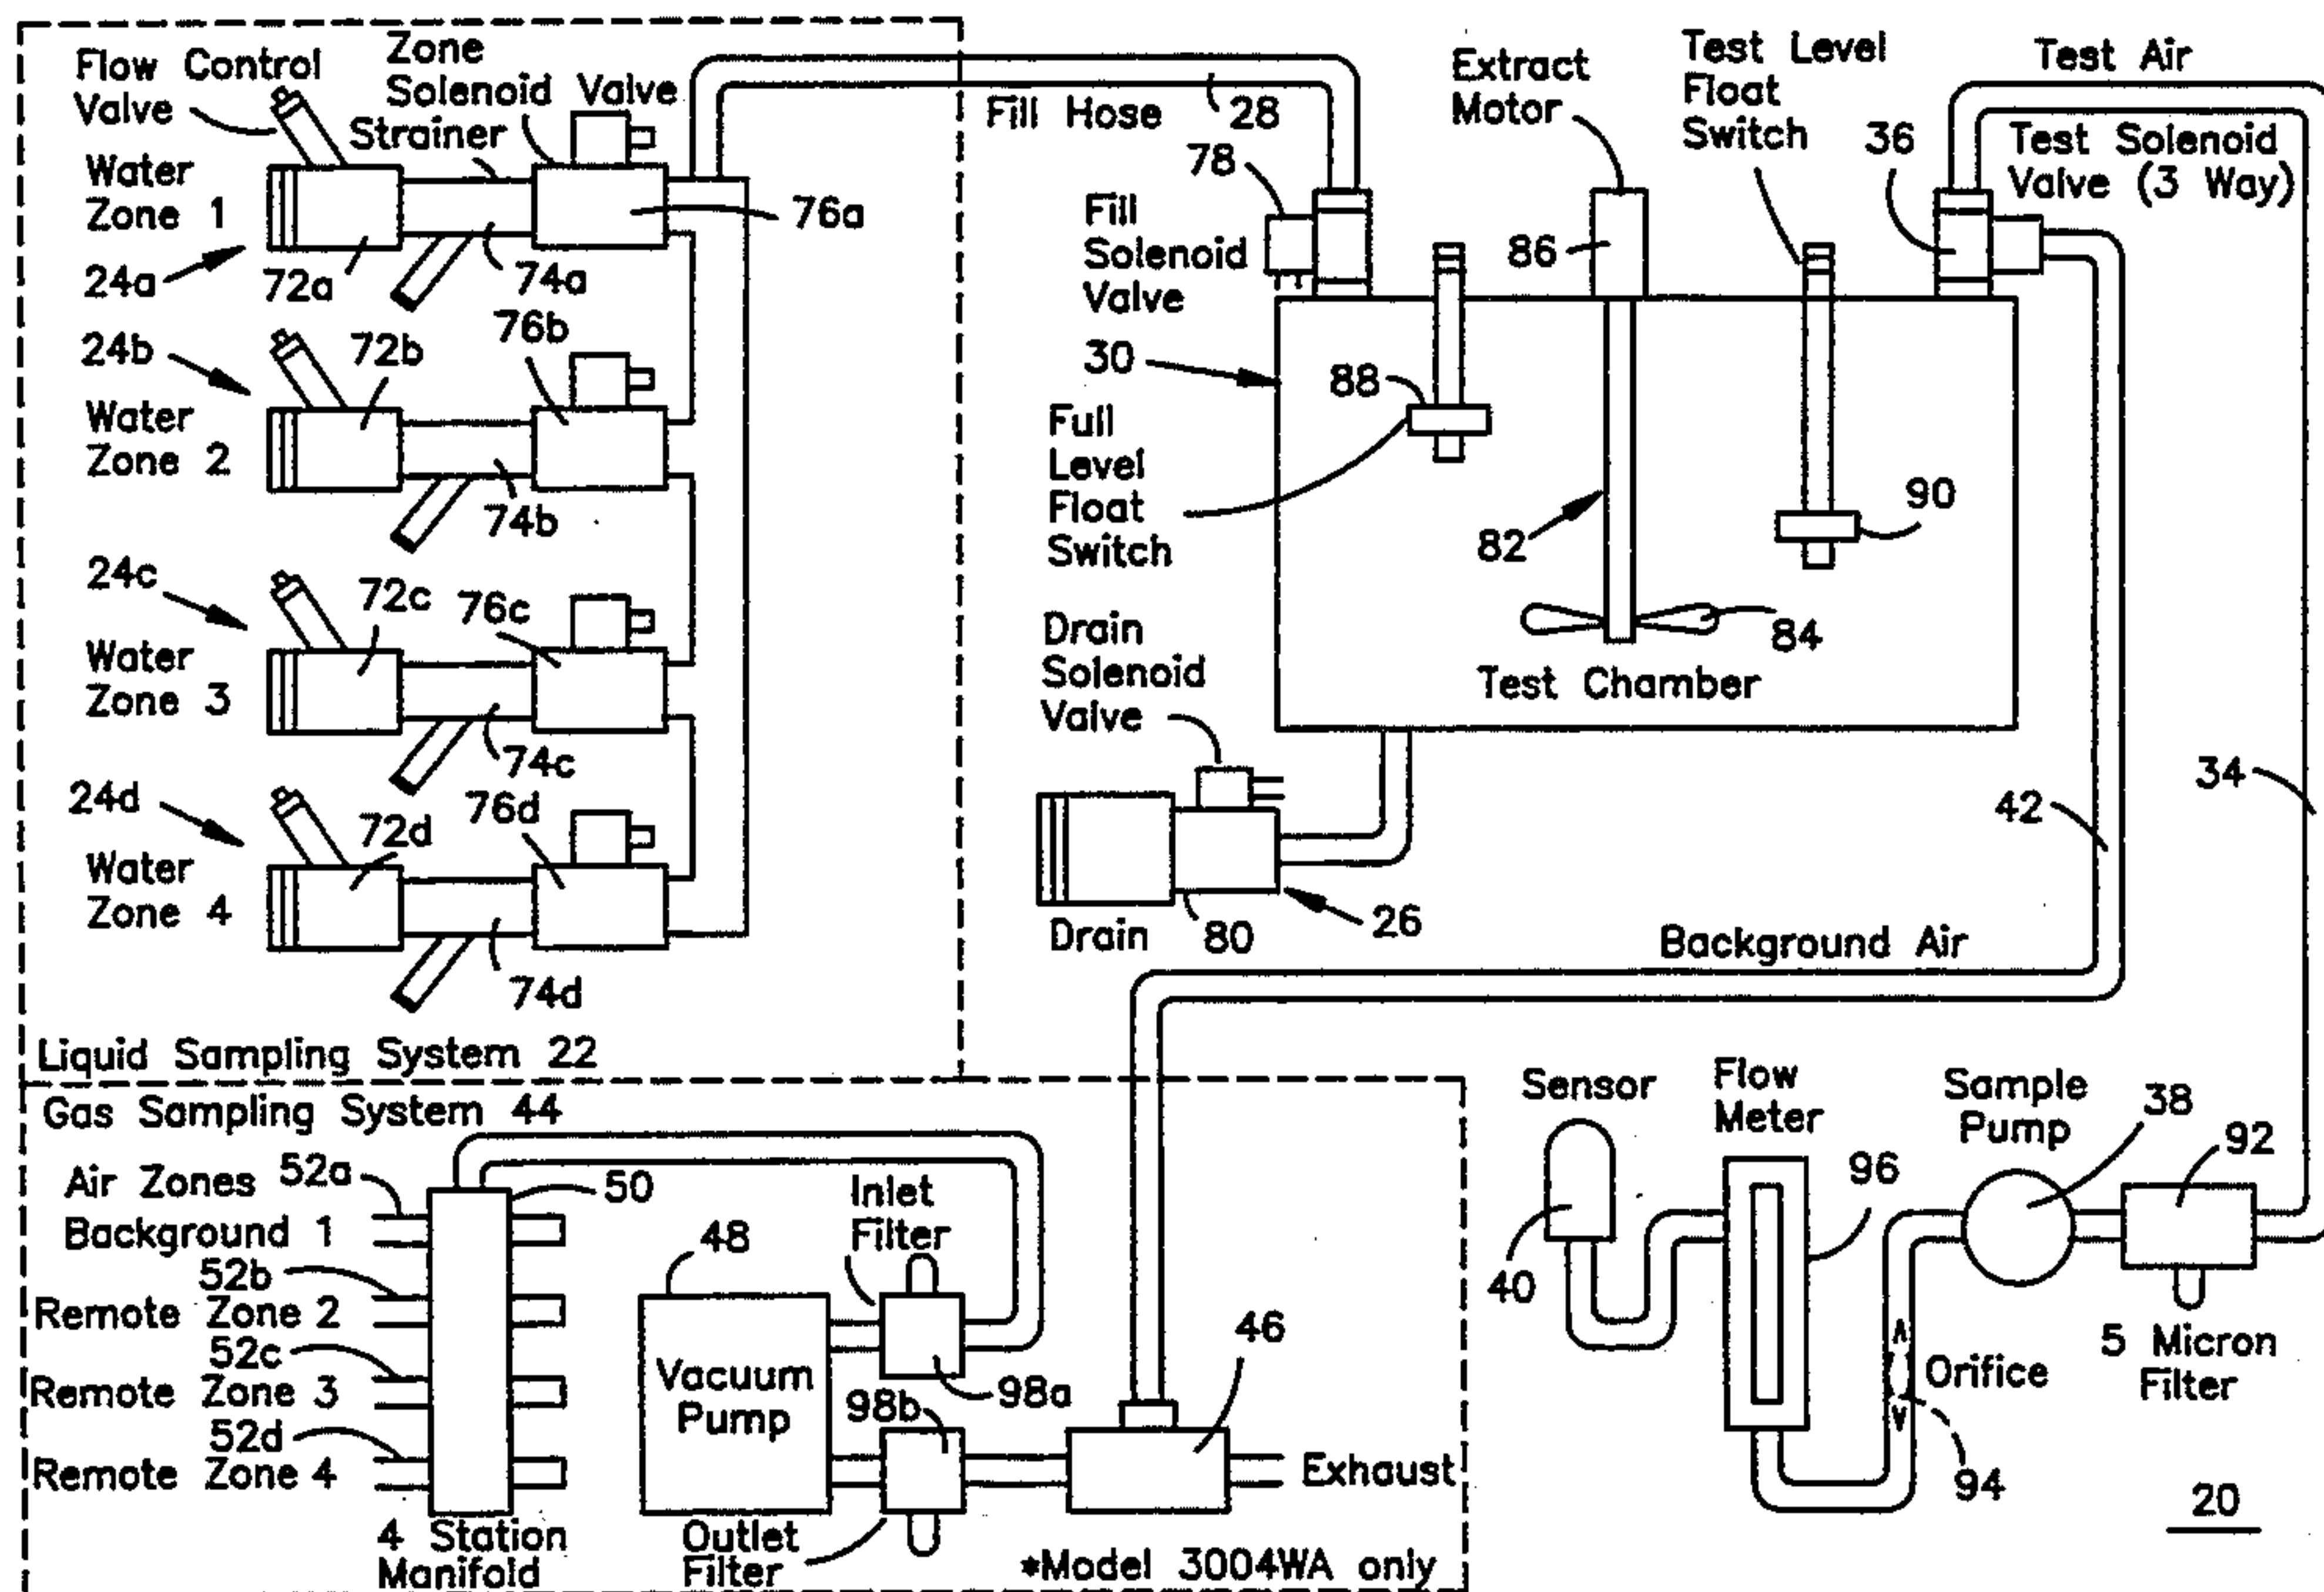 Flow Control
Valve
Zone
Solenoid Valve
Strainer
Water
Zone 1
24a
72a
74a
76a
24b
72b
76b
Water
Zone 2
74b
24c
72c
76c
Water
Zone 3
74c
24d
72d
76d
Water
Zone 4
74d
Liquid Sampling System 22
Fill Hose
28
78
Fill
Solenoid
Valve
30
Extract
Motor
86
Test Level
Float
Switch
36
Test Air
Test Solenoid
Valve (3 Way)
88
Full
Level
Float
Switch
82
90
84
Test Chamber
Drain
Solenoid
Valve
Drain
80
26
42
34
Background Air
Gas Sampling System 44
Air Zones
52a
Background 1
52b
Remote Zone 2
52c
Remote Zone 3
52d
Remote Zone 4
50
4 Station
Manifold
48
Vacuum
Pump
Inlet
Filter
98a
98b
Outlet
Filter
46
Exhaust
*Model 3004WA only
Sensor
40
Flow
Meter
96
Sample
Pump
38
92
5 Micron
Filter
Orifice
94
20